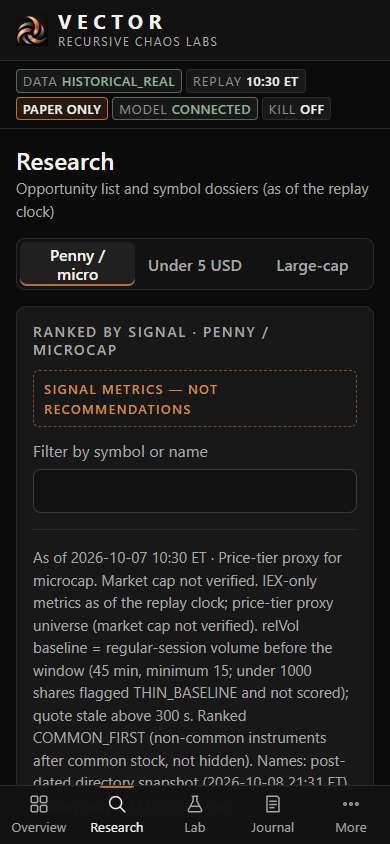 VECTOR
RECURSIVE CHAOS LABS
DATA HISTORICAL_REAL REPLAY 10:30 ET
PAPER ONLY MODEL CONNECTED KILL OFF
Research
Opportunity list and symbol dossiers (as of the replay
clock)
Penny /
micro
Under 5 USD
Large-cap
RANKED BY SIGNAL · PENNY /
MICROCAP
SIGNAL METRICS — NOT
RECOMMENDATIONS
Filter by symbol or name
As of 2026-10-07 10:30 ET · Price-tier proxy for
microcap. Market cap not verified. IEX-only
metrics as of the replay clock; price-tier proxy
universe (market cap not verified). relVol
baseline = regular-session volume before the
window (45 min, minimum 15; under 1000
shares flagged THIN_BASELINE and not scored);
quote stale above 300 s. Ranked
COMMON_FIRST (non-common instruments
after common stock, not hidden). Names: post-
dated directory snapshot (2026-10-08 21:31 ET)
Overview Research Lab Journal More